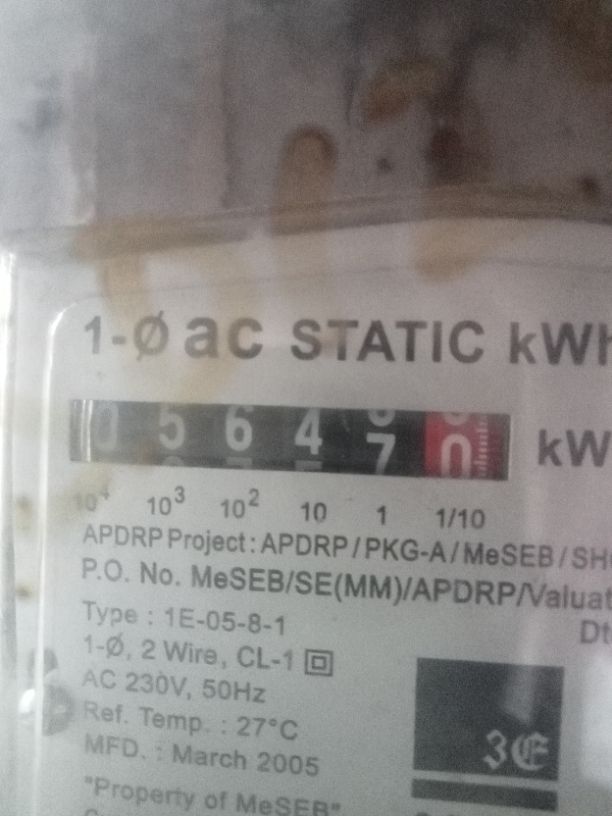 1-Ø ac STATIC kWh
0 5 6 4 7 0 kW
10⁴ 10³ 10² 10 1 1/10
APDRP Project : APDRP / PKG-A / MeSEB / SH
P.O. No. MeSEB/SE(MM)/APDRP/Valuat
Dt
Type : 1E-05-8-1
1-Ø, 2 Wire, CL-1
AC 230V, 50Hz
Ref. Temp. : 27°C
MFD. : March 2005
"Property of MeSEB"